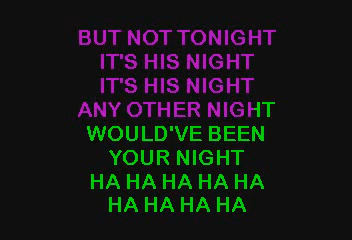 BUT NOT TONIGHT
IT'S HIS NIGHT
IT'S HIS NIGHT
ANY OTHER NIGHT
WOULD'VE BEEN
YOUR NIGHT
HA HA HA HA HA
HA HA HA HA